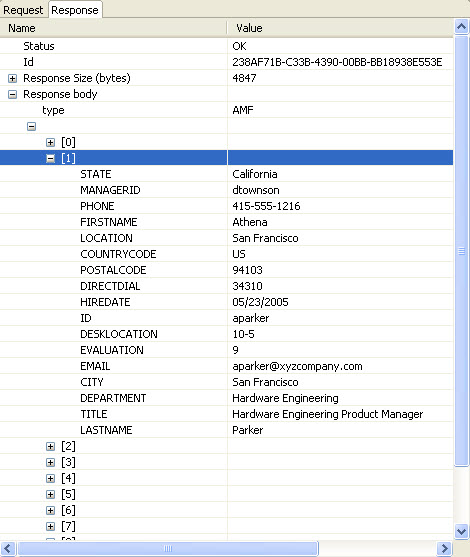 Request Response
Name Value
Status OK
Id 238AF71B-C33B-4390-00BB-BB18938E553E
Response Size (bytes) 4847
Response body
type AMF
[0]
[1]
STATE California
MANAGERID dtownson
PHONE 415-555-1216
FIRSTNAME Athena
LOCATION San Francisco
COUNTRYCODE US
POSTALCODE 94103
DIRECTDIAL 34310
HIREDATE 05/23/2005
ID aparker
DESKLOCATION 10-5
EVALUATION 9
EMAIL aparker@xyzcompany.com
CITY San Francisco
DEPARTMENT Hardware Engineering
TITLE Hardware Engineering Product Manager
LASTNAME Parker
[2]
[3]
[4]
[5]
[6]
[7]